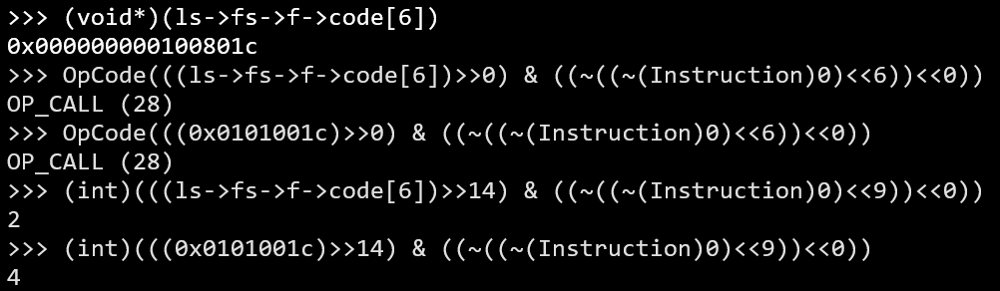 >>> (void*)(ls->fs->f->code[6])
0x000000000100801c
>>> OpCode(((ls->fs->f->code[6])>>0) & ((~((~(Instruction)0)<<6))<<0))
OP_CALL (28)
>>> OpCode(((0x0101001c)>>0) & ((~((~(Instruction)0)<<6))<<0))
OP_CALL (28)
>>> (int)(((ls->fs->f->code[6])>>14) & ((~((~(Instruction)0)<<9))<<0))
2
>>> (int)(((0x0101001c)>>14) & ((~((~(Instruction)0)<<9))<<0))
4